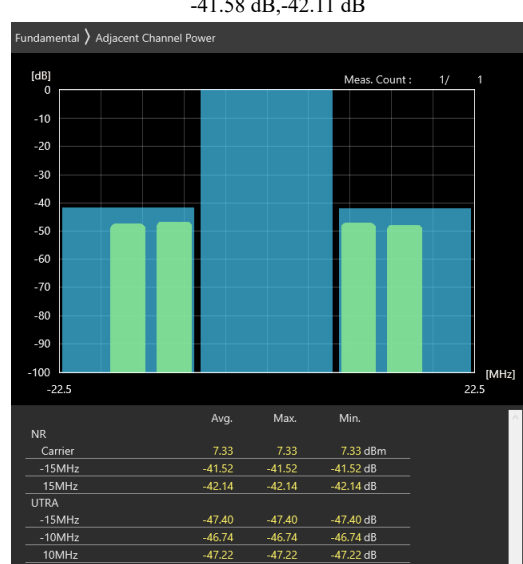 -41.58 dB,-42.11 dB
Fundamental 〉 Adjacent Channel Power
[dB]
Meas. Count : 1/ 1
0
-10
-20
-30
-40
-50
-60
-70
-80
-90
-100
[MHz]
-22.5 22.5
Avg. Max. Min.
NR
Carrier 7.33 7.33 7.33 dBm
-15MHz -41.52 -41.52 -41.52 dB
15MHz -42.14 -42.14 -42.14 dB
UTRA
-15MHz -47.40 -47.40 -47.40 dB
-10MHz -46.74 -46.74 -46.74 dB
10MHz -47.22 -47.22 -47.22 dB